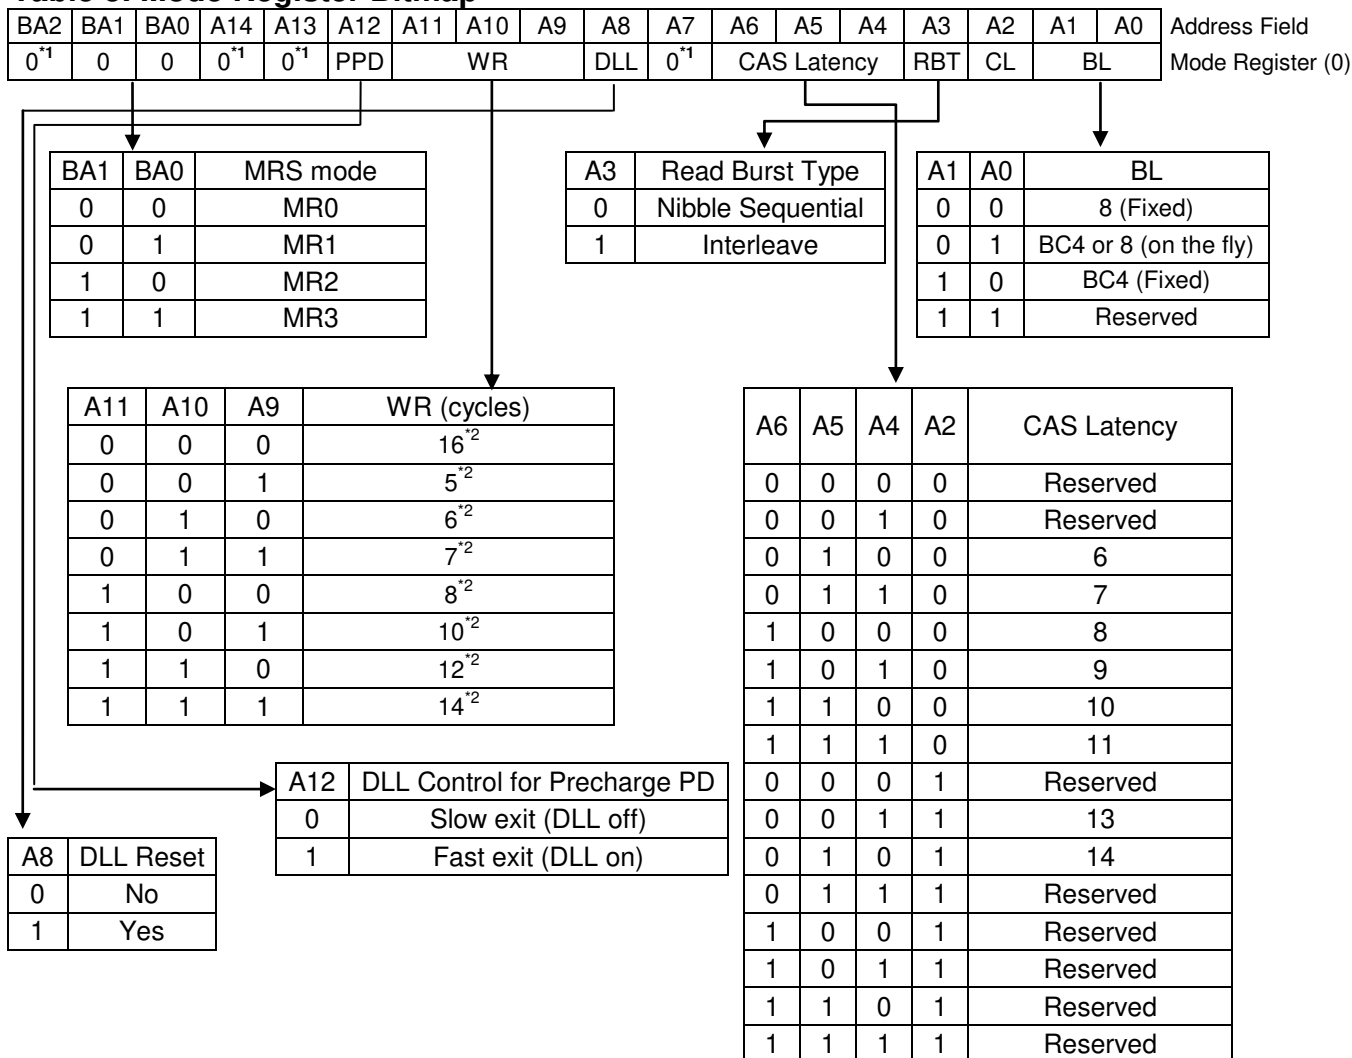 Table 8. Mode Register Bitmap
BA2 BA1 BA0 A14 A13 A12 A11 A10 A9 A8 A7 A6 A5 A4 A3 A2 A1 A0 Address Field
0*1 0 0 0*1 0*1 PPD WR DLL 0*1 CAS Latency RBT CL BL Mode Register (0)
BA1 BA0 MRS mode
0 0 MR0
0 1 MR1
1 0 MR2
1 1 MR3
A3 Read Burst Type
0 Nibble Sequential
1 Interleave
A1 A0 BL
0 0 8 (Fixed)
0 1 BC4 or 8 (on the fly)
1 0 BC4 (Fixed)
1 1 Reserved
A11 A10 A9 WR (cycles)
0 0 0 16*2
0 0 1 5*2
0 1 0 6*2
0 1 1 7*2
1 0 0 8*2
1 0 1 10*2
1 1 0 12*2
1 1 1 14*2
A6 A5 A4 A2 CAS Latency
0 0 0 0 Reserved
0 0 1 0 Reserved
0 1 0 0 6
0 1 1 0 7
1 0 0 0 8
1 0 1 0 9
1 1 0 0 10
1 1 1 0 11
0 0 0 1 Reserved
0 0 1 1 13
0 1 0 1 14
0 1 1 1 Reserved
1 0 0 1 Reserved
1 0 1 1 Reserved
1 1 0 1 Reserved
1 1 1 1 Reserved
A12 DLL Control for Precharge PD
0 Slow exit (DLL off)
1 Fast exit (DLL on)
A8 DLL Reset
0 No
1 Yes